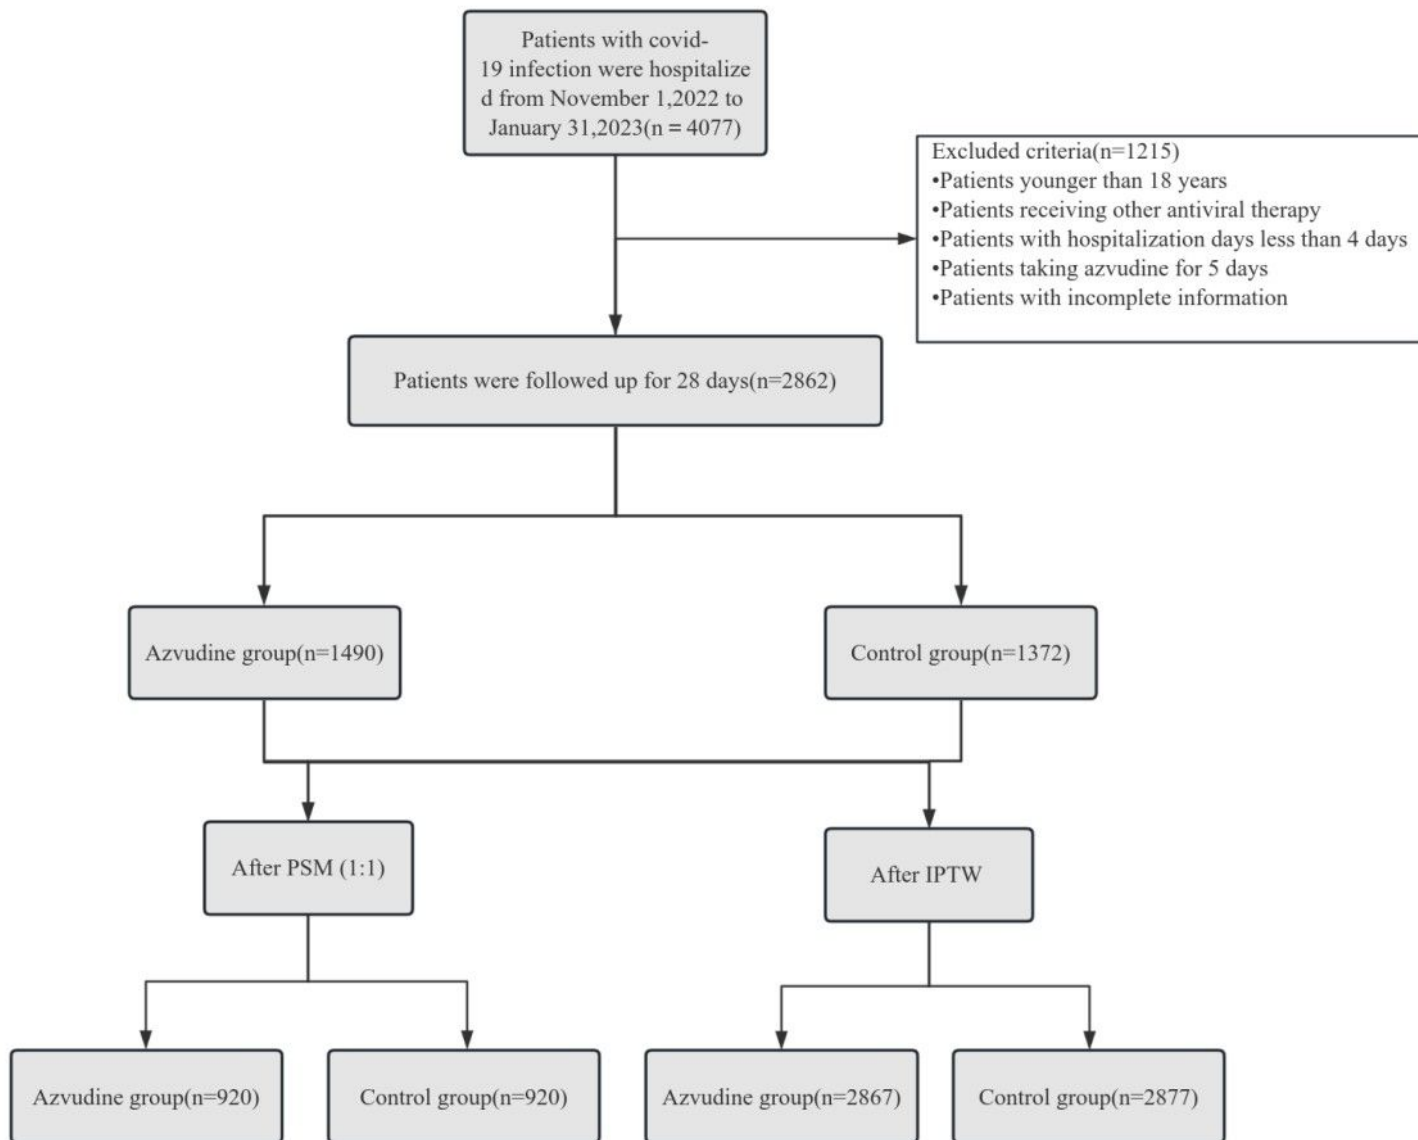 Patients with covid-
19 infection were hospitalize
d from November 1,2022 to
January 31,2023(n = 4077)
Excluded criteria(n=1215)
•Patients younger than 18 years
•Patients receiving other antiviral therapy
•Patients with hospitalization days less than 4 days
•Patients taking azvudine for 5 days
•Patients with incomplete information
Patients were followed up for 28 days(n=2862)
Azvudine group(n=1490)
Control group(n=1372)
After PSM (1:1)
After IPTW
Azvudine group(n=920)
Control group(n=920)
Azvudine group(n=2867)
Control group(n=2877)